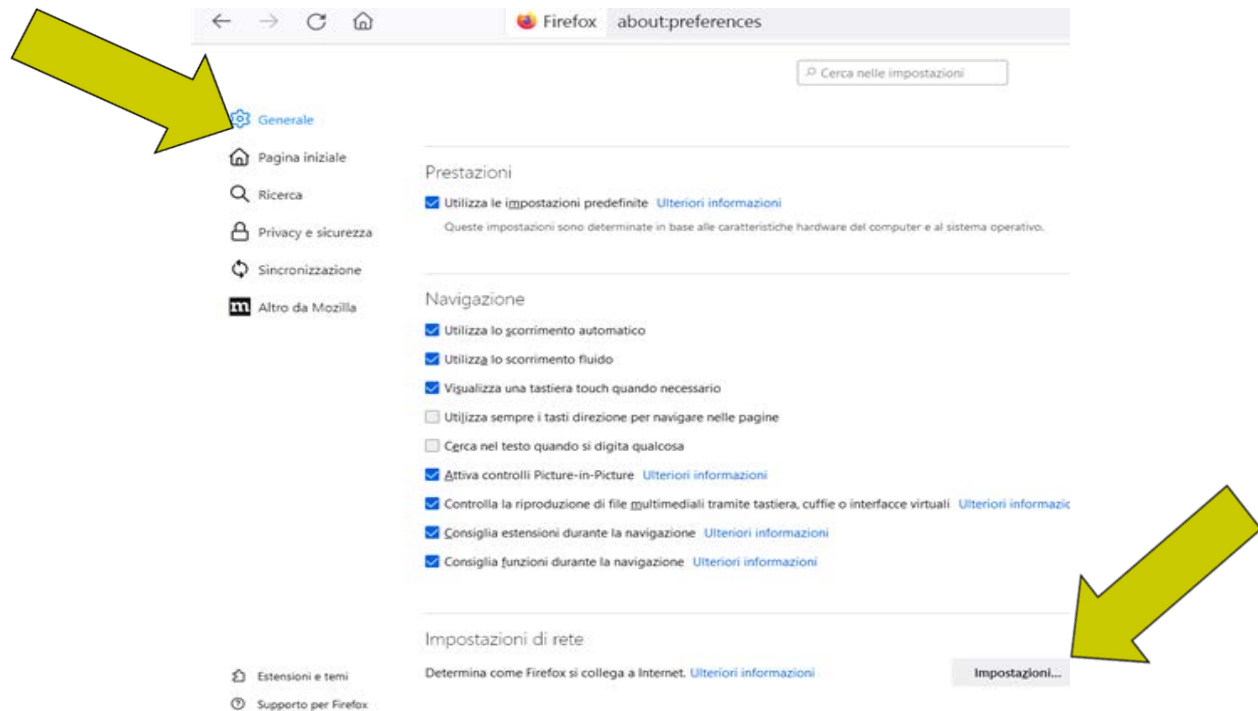 Firefox about:preferences
Cerca nelle impostazioni
Generale
Pagina iniziale
Ricerca
Privacy e sicurezza
Sincronizzazione
m Altro da Mozilla
Prestazioni
Utilizza le impostazioni predefinite Ulteriori informazioni
Queste impostazioni sono determinate in base alle caratteristiche hardware del computer e al sistema operativo.
Navigazione
Utilizza lo scorrimento automatico
Utilizza lo scorrimento fluido
Visualizza una tastiera touch quando necessario
Utilizza sempre i tasti direzione per navigare nelle pagine
Cerca nel testo quando si digita qualcosa
Attiva controlli Picture-in-Picture Ulteriori informazioni
Controlla la riproduzione di file multimediali tramite tastiera, cuffie o interfacce virtuali Ulteriori informazio
Consiglia estensioni durante la navigazione Ulteriori informazioni
Consiglia funzioni durante la navigazione Ulteriori informazioni
Impostazioni di rete
Determina come Firefox si collega a Internet. Ulteriori informazioni Impostazioni...
Estensioni e temi
Supporto per Firefox